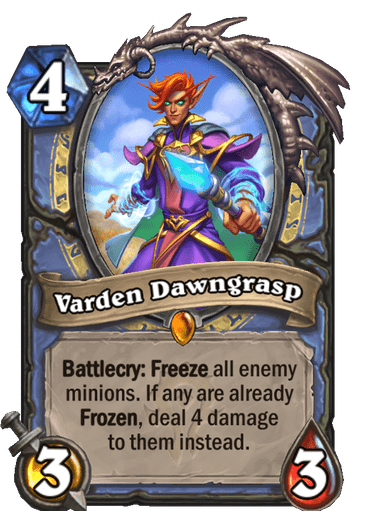 4
Varden Dawngrasp
Battlecry: Freeze all enemy
minions. If any are already
Frozen, deal 4 damage
to them instead.
3
3